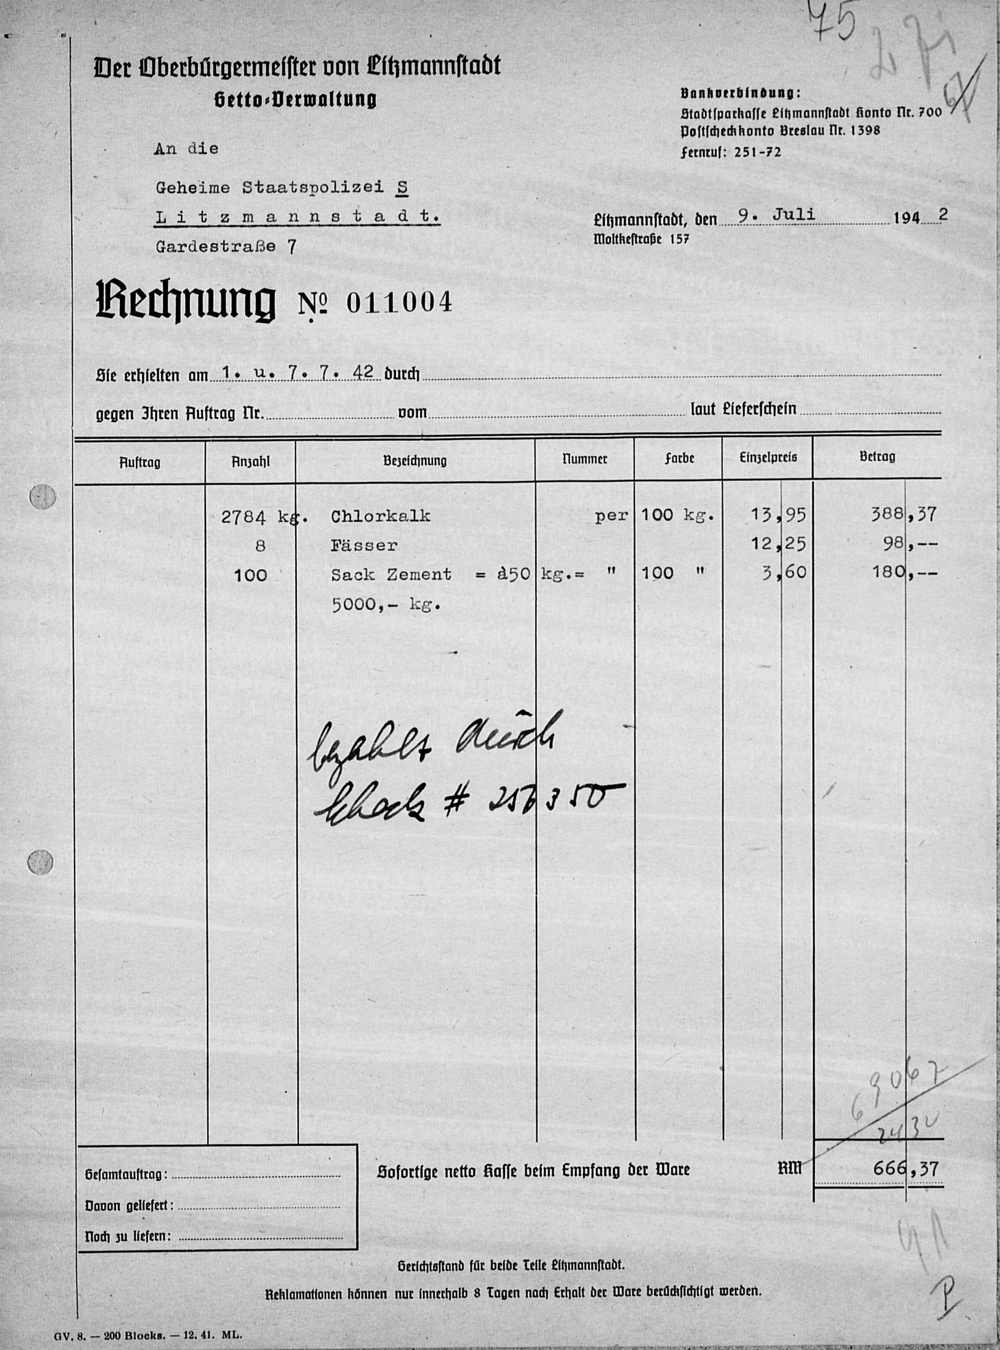 75
Der Oberbürgermeister von Litzmannstadt
Getto-Verwaltung
Bankverbindung:
Stadtsparkasse Litzmannstadt Konto Nr. 700
Postscheckkonto Breslau Nr. 1398
Fernruf: 251-72
An die
Geheime Staatspolizei S
Litzmannstadt.
Gardestraße 7
Litzmannstadt, den 9. Juli 194 2
Moltkestraße 157
Rechnung № 011004
Sie erhielten am 1. u. 7. 7. 42 durch
gegen Ihren Auftrag Nr. vom laut Lieferschein
Auftrag Anzahl Bezeichnung Nummer Farbe Einzelpreis Betrag
2784 kg. Chlorkalk per 100 kg. 13,95 388,37
8 Fässer 12,25 98,--
100 Sack Zement = à50 kg.= " 100 " 3,60 180,--
5000,- kg.
bezahlt durch
Scheck # 256350
69067
2430
Sofortige netto Kasse beim Empfang der Ware RM 666,37
Gesamtauftrag:
Davon geliefert:
Noch zu liefern:
Gerichtsstand für beide Teile Litzmannstadt.
Reklamationen können nur innerhalb 8 Tagen nach Erhalt der Ware berücksichtigt werden.
GV. 8. — 200 Blocks. — 12. 41. ML.